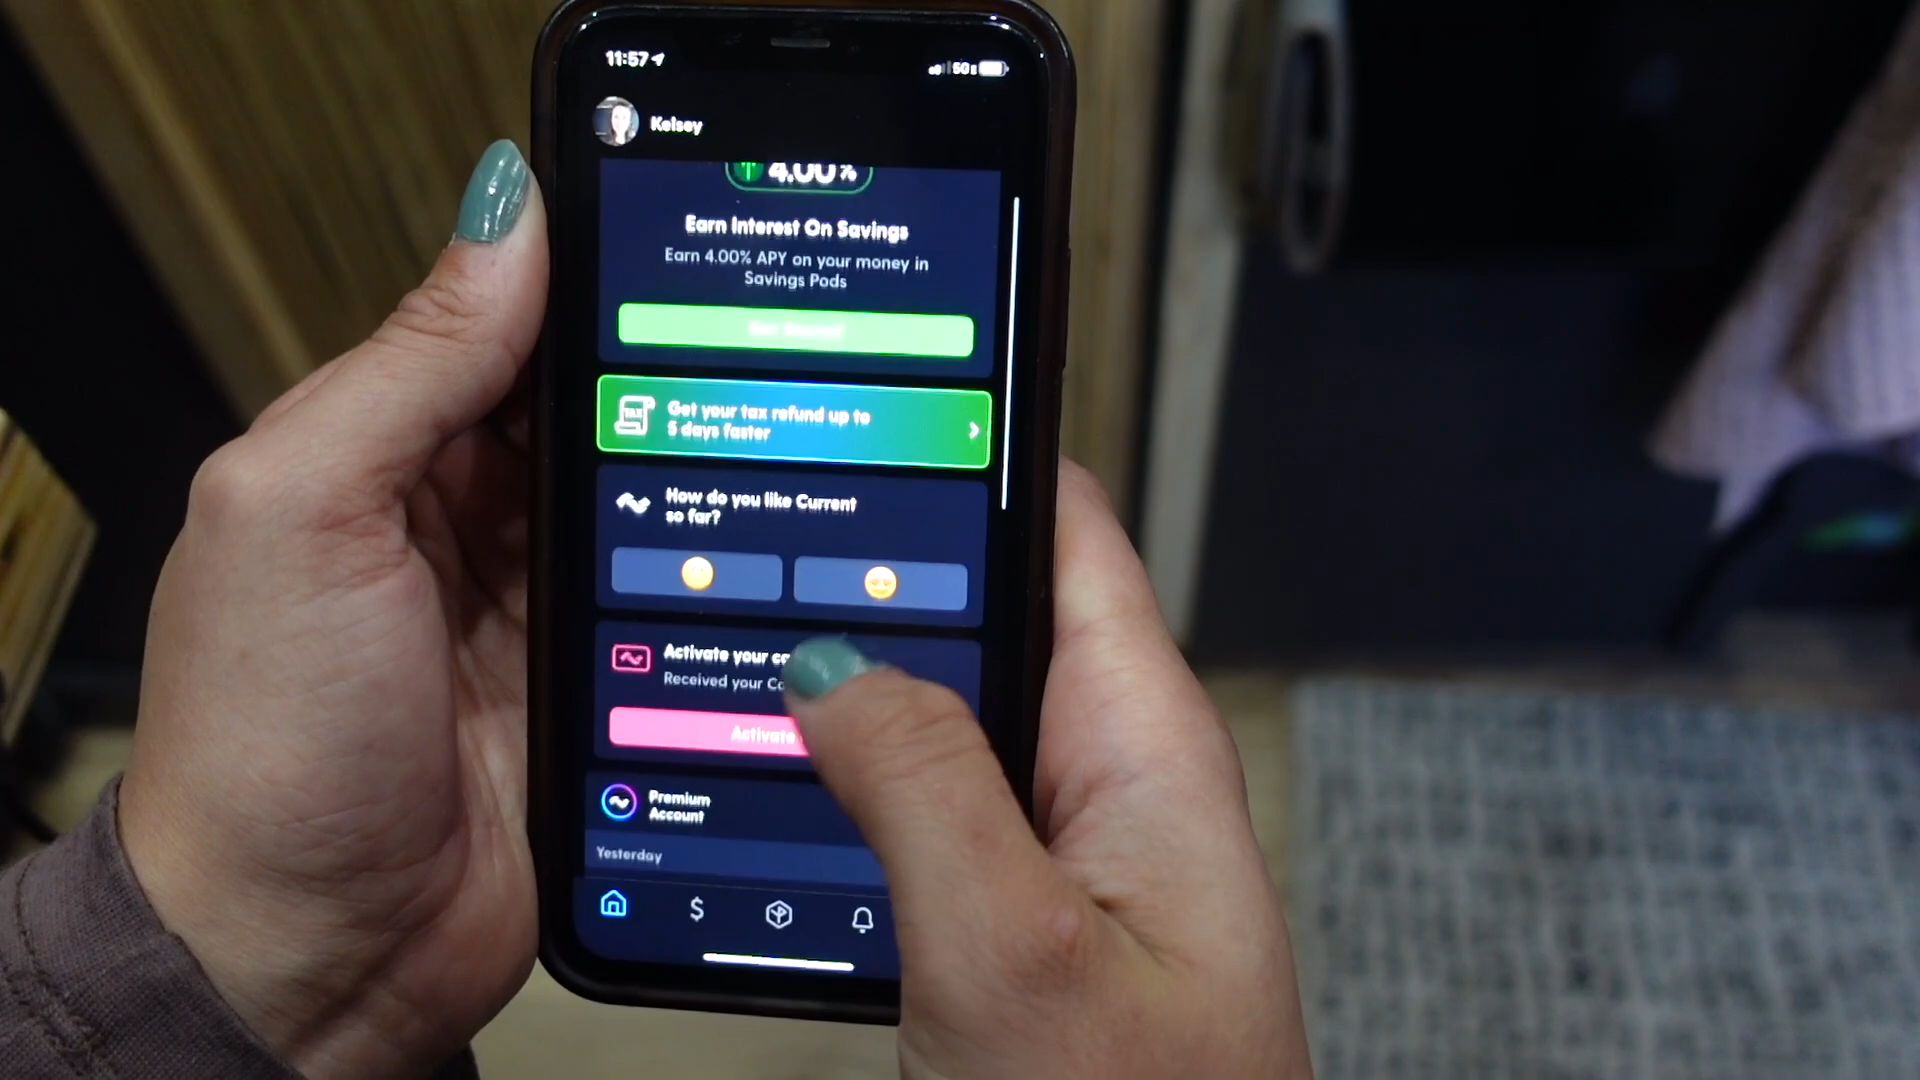 11:57
5G
Kelsey
4.00%
Earn Interest On Savings
Earn 4.00% APY on your money in
Savings Pods
TAX
Get your tax refund up to
5 days faster
How do you like Current
so far?
Activate your
Received your
Activate
Premium
Account
Yesterday
$